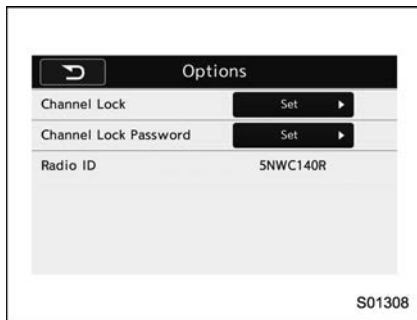 Options
Channel Lock Set
Channel Lock Password Set
Radio ID 5NWC140R
S01308